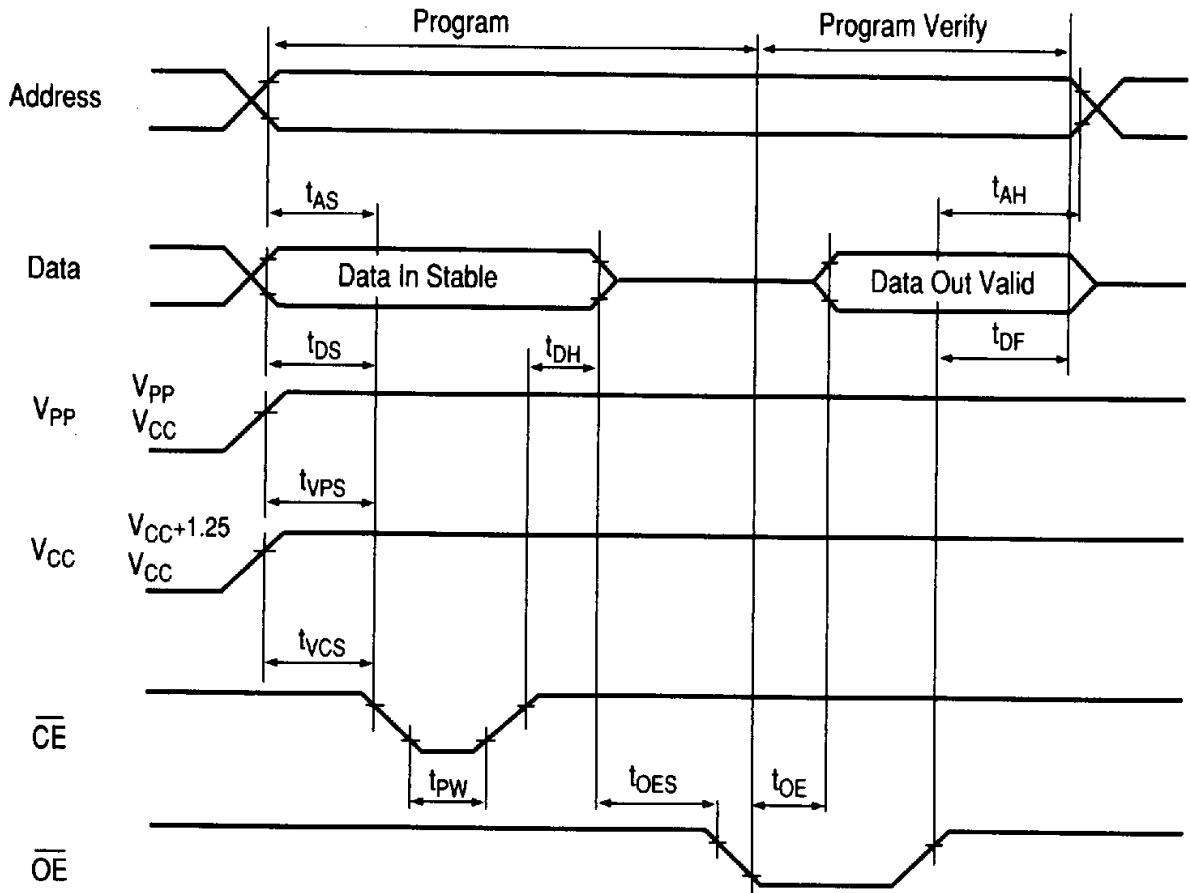 Program
Program Verify
Address
tAS
tAH
Data
Data In Stable
Data Out Valid
tDS
tDH
tDF
VPP
VPP
VCC
tVPS
VCC
VCC+1.25
VCC
tVCS
CE
tPW
tOES
tOE
OE